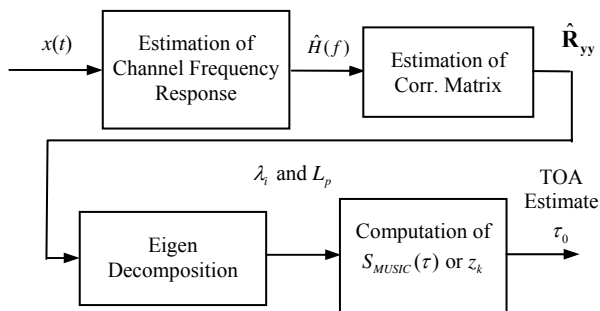 x(t)
Estimation of
Channel Frequency
Response
Ĥ(f)
Estimation of
Corr. Matrix
R̂yy
λi and Lp
Eigen
Decomposition
Computation of
SMUSIC(τ) or zk
TOA
Estimate
τ0